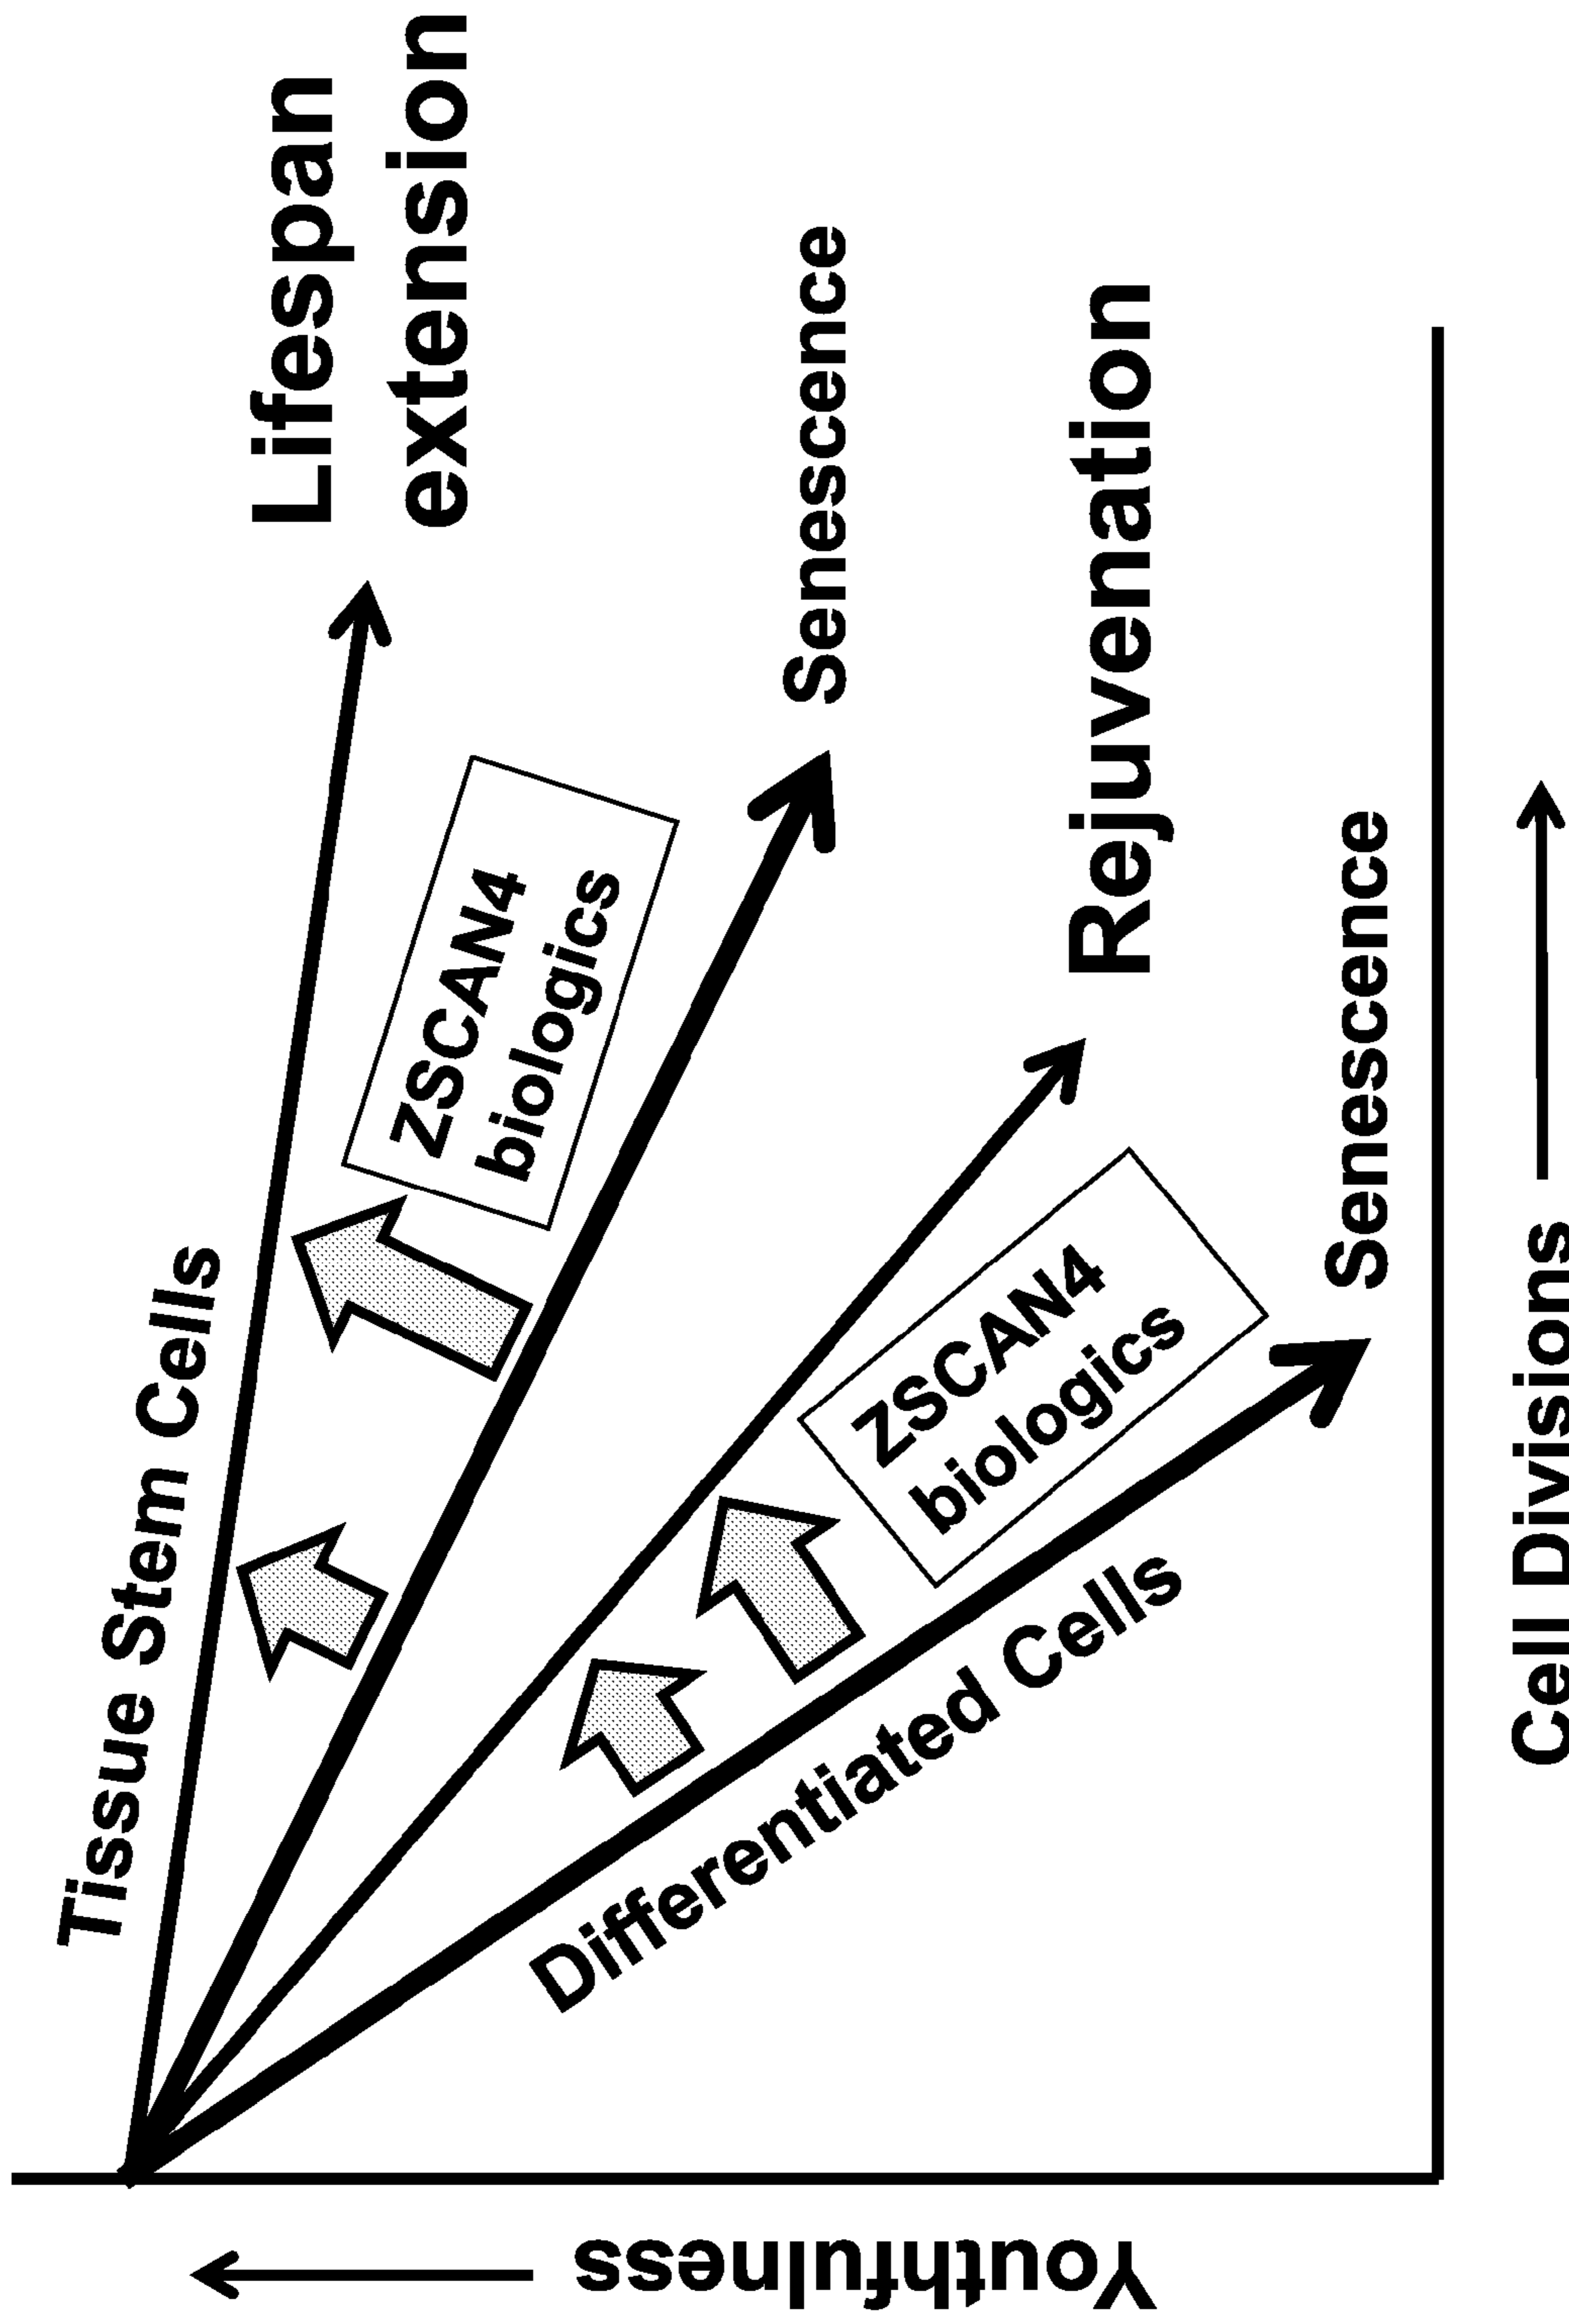 Youthfulness
Tissue Stem Cells
Lifespan
extension
ZSCAN4
biologics
Senescence
Rejuvenation
ZSCAN4
biologics
Differentiated Cells
Senescence
Cell Divisions